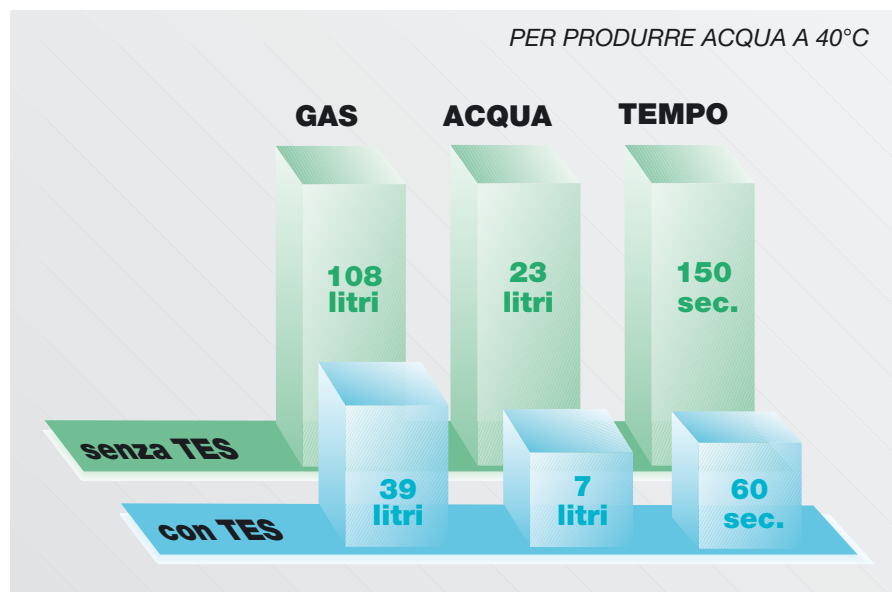 PER PRODURRE ACQUA A 40°C
GAS
ACQUA
TEMPO
108
litri
23
litri
150
sec.
senza TES
39
litri
7
litri
60
sec.
con TES